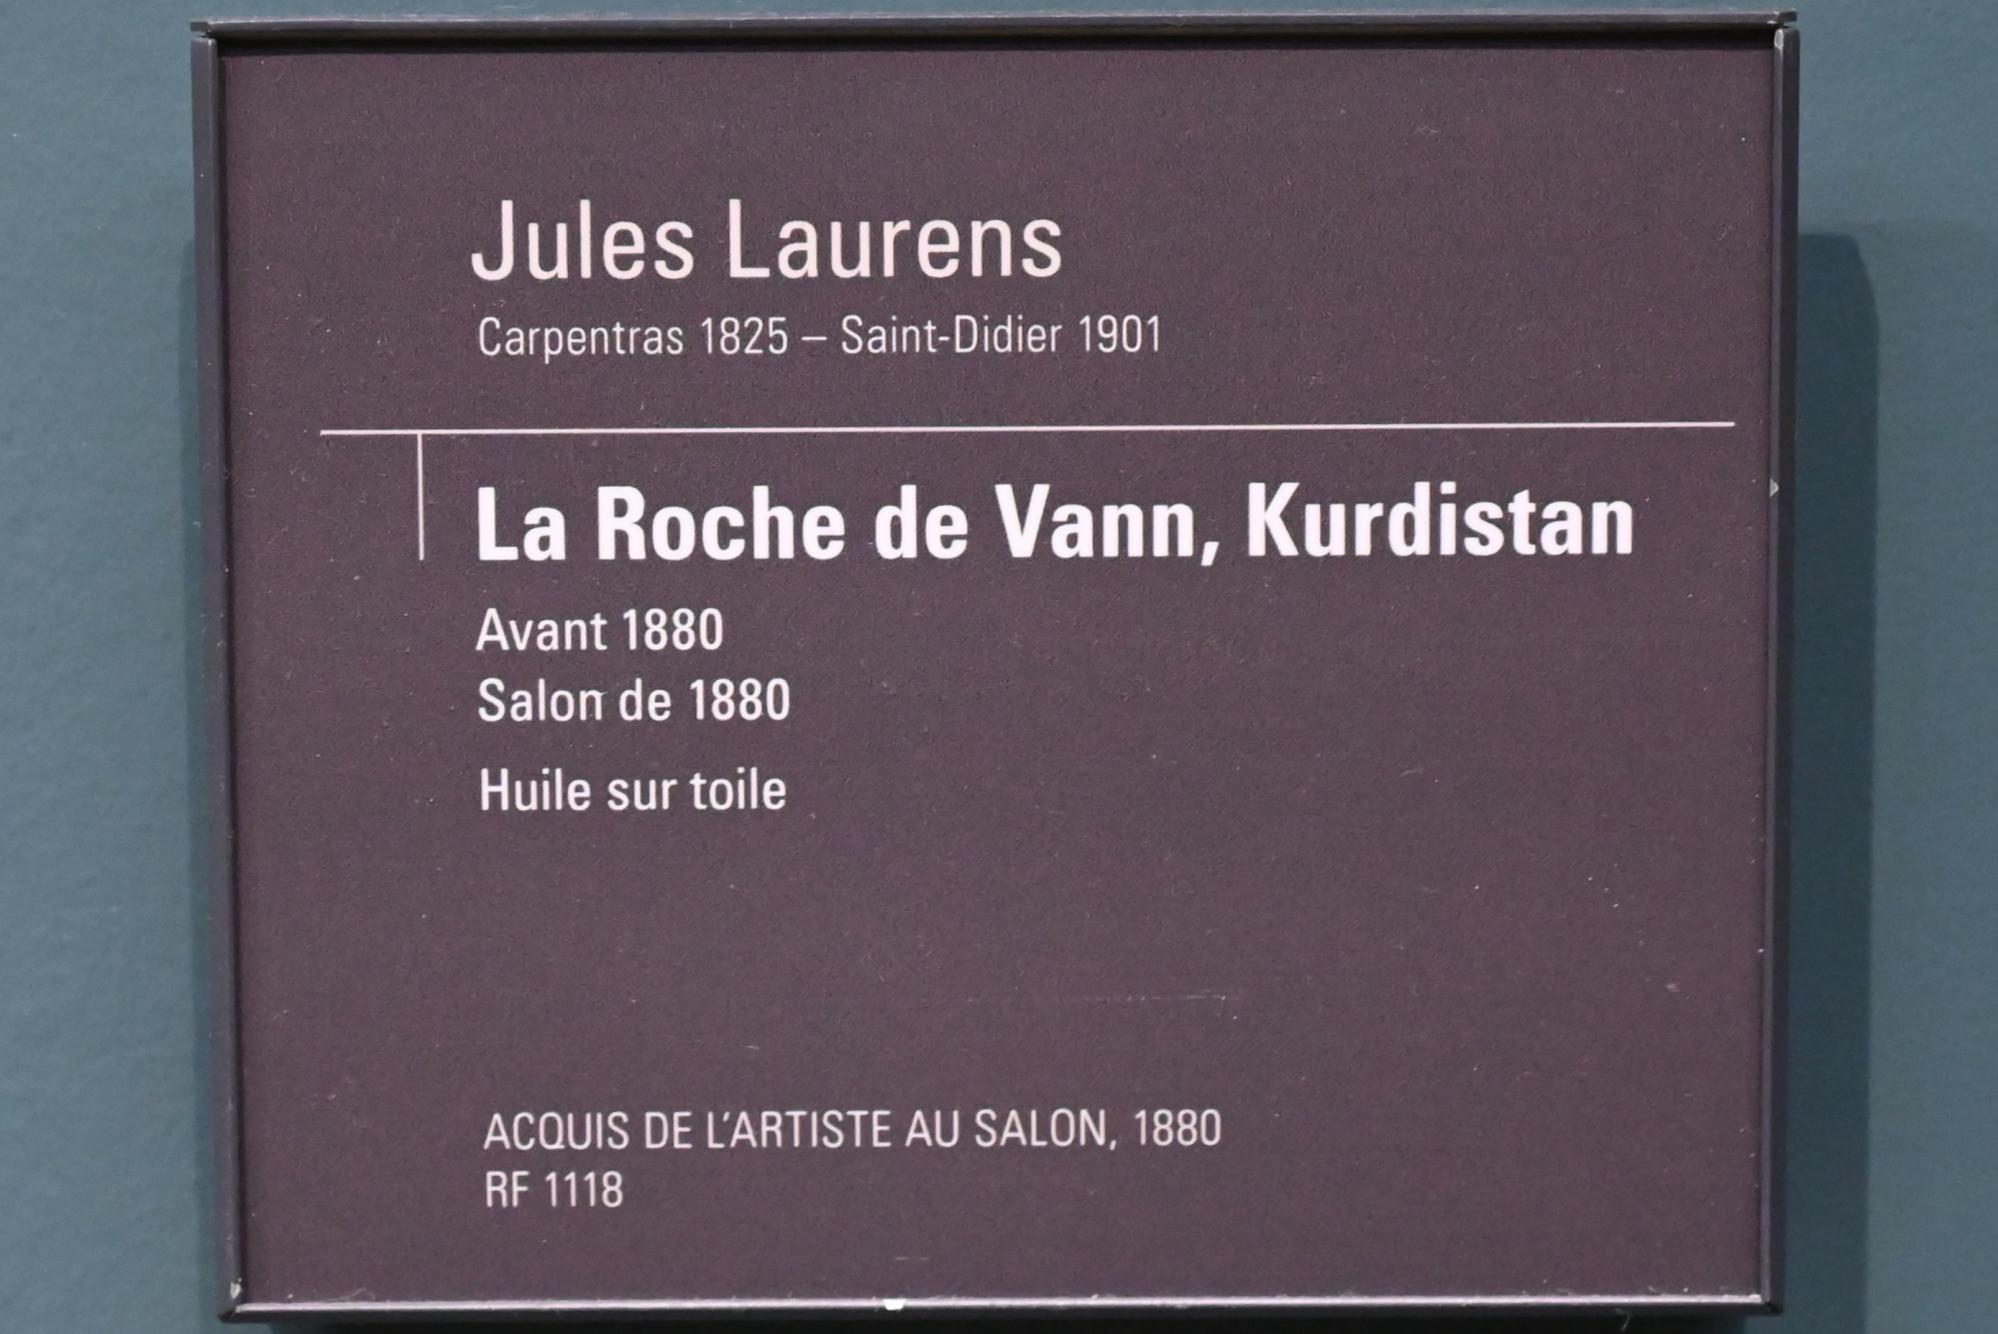 Jules Laurens
Carpentras 1825 – Saint-Didier 1901
La Roche de Vann, Kurdistan
Avant 1880
Salon de 1880
Huile sur toile
ACQUIS DE L'ARTISTE AU SALON, 1880
RF 1118